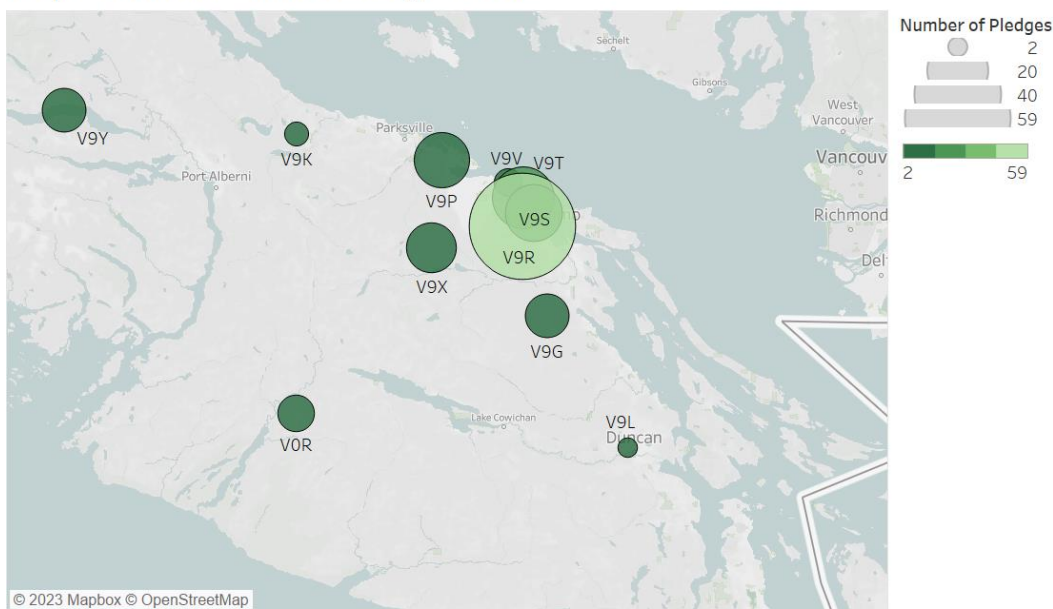 Number of Pledges
2
20
40
59
2 59
Sechelt
Gibsons
West
Vancouver
Vancouv
Richmond
Del
V9Y
V9K
Parksville
Port Alberni
V9P
V9V
V9T
V9S
no
V9R
V9X
V9G
V0R
Lake Cowichan
V9L
Duncan
© 2023 Mapbox © OpenStreetMap